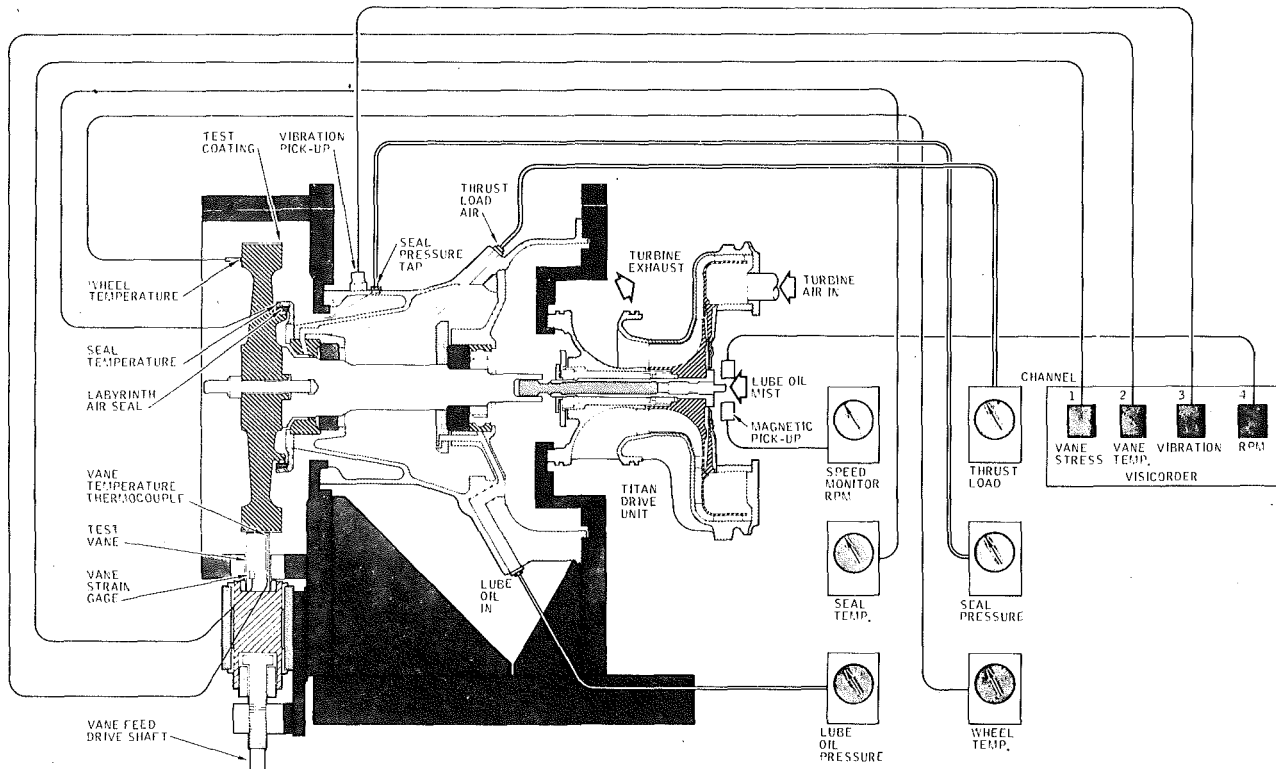 TEST
COATING
VIBRATION
PICK-UP
THRUST
LOAD
AIR
SEAL
PRESSURE
TAP
TURBINE
EXHAUST
TURBINE
AIR IN
WHEEL
TEMPERATURE
SEAL
TEMPERATURE
LABYRINTH
AIR SEAL
LUBE OIL
MIST
MAGNETIC
PICK-UP
VANE
TEMPERATURE
THERMOCOUPLE
TEST
VANE
VANE
STRAIN
GAGE
LUBE
OIL
IN
TITAN
DRIVE
UNIT
VANE FEED
DRIVE SHAFT
SPEED
MONITOR
RPM
THRUST
LOAD
SEAL
TEMP.
SEAL
PRESSURE
LUBE
OIL
PRESSURE
WHEEL
TEMP.
CHANNEL
1 2 3 4
VANE
STRESS
VANE
TEMP.
VIBRATION
RPM
VISICORDER